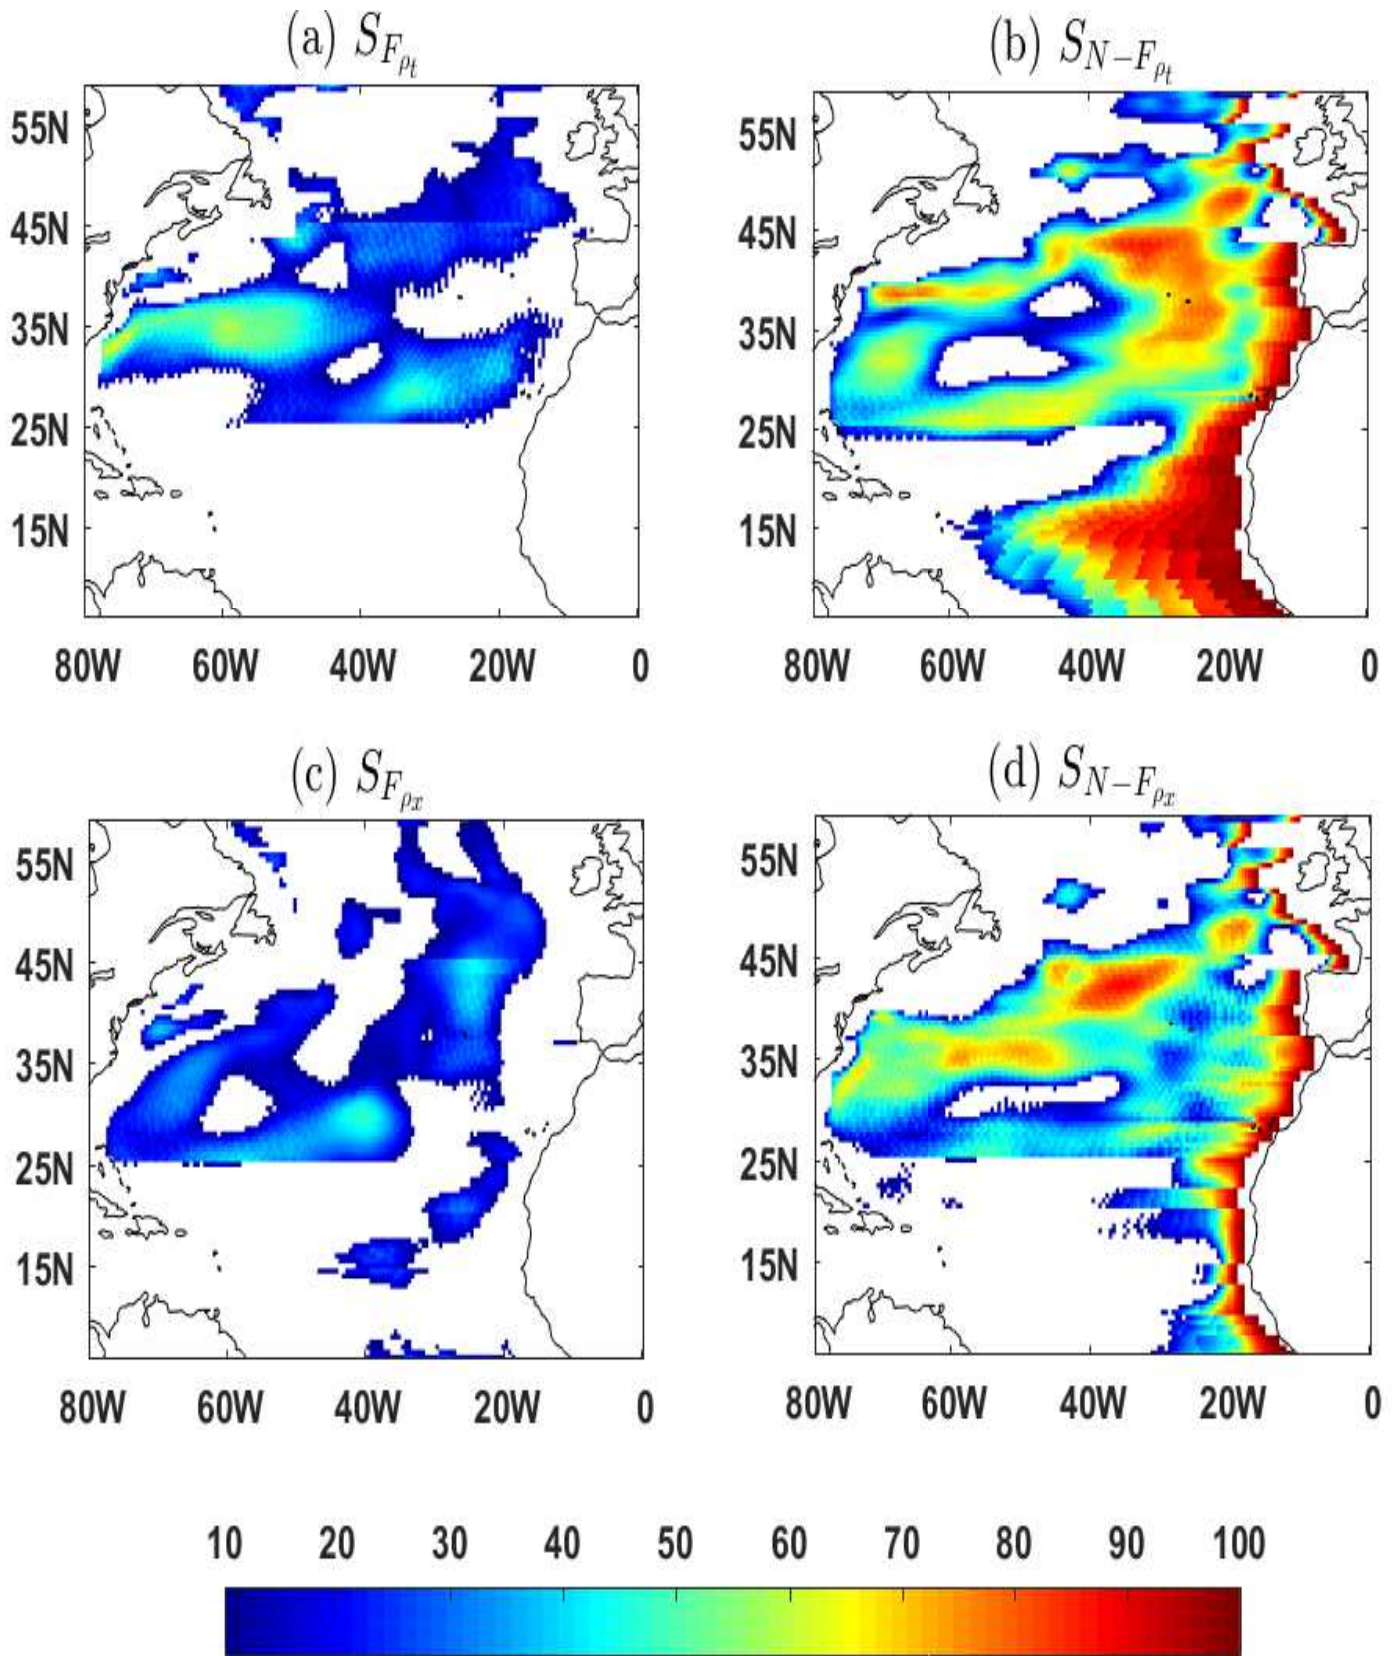 (a) S_{F_{ρ_t}}
(b) S_{N−F_{ρ_t}}
55N
45N
35N
25N
15N
80W 60W 40W 20W 0
55N
45N
35N
25N
15N
80W 60W 40W 20W 0
(c) S_{F_{ρ_x}}
(d) S_{N−F_{ρ_x}}
55N
45N
35N
25N
15N
80W 60W 40W 20W 0
55N
45N
35N
25N
15N
80W 60W 40W 20W 0
10 20 30 40 50 60 70 80 90 100